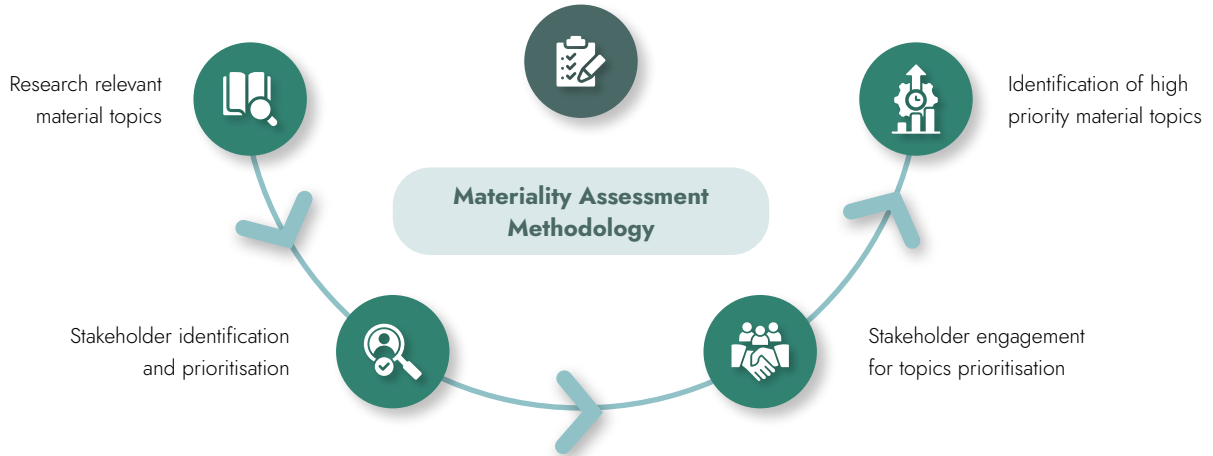 Research relevant
material topics
Identification of high
priority material topics
Materiality Assessment
Methodology
Stakeholder identification
and prioritisation
Stakeholder engagement
for topics prioritisation